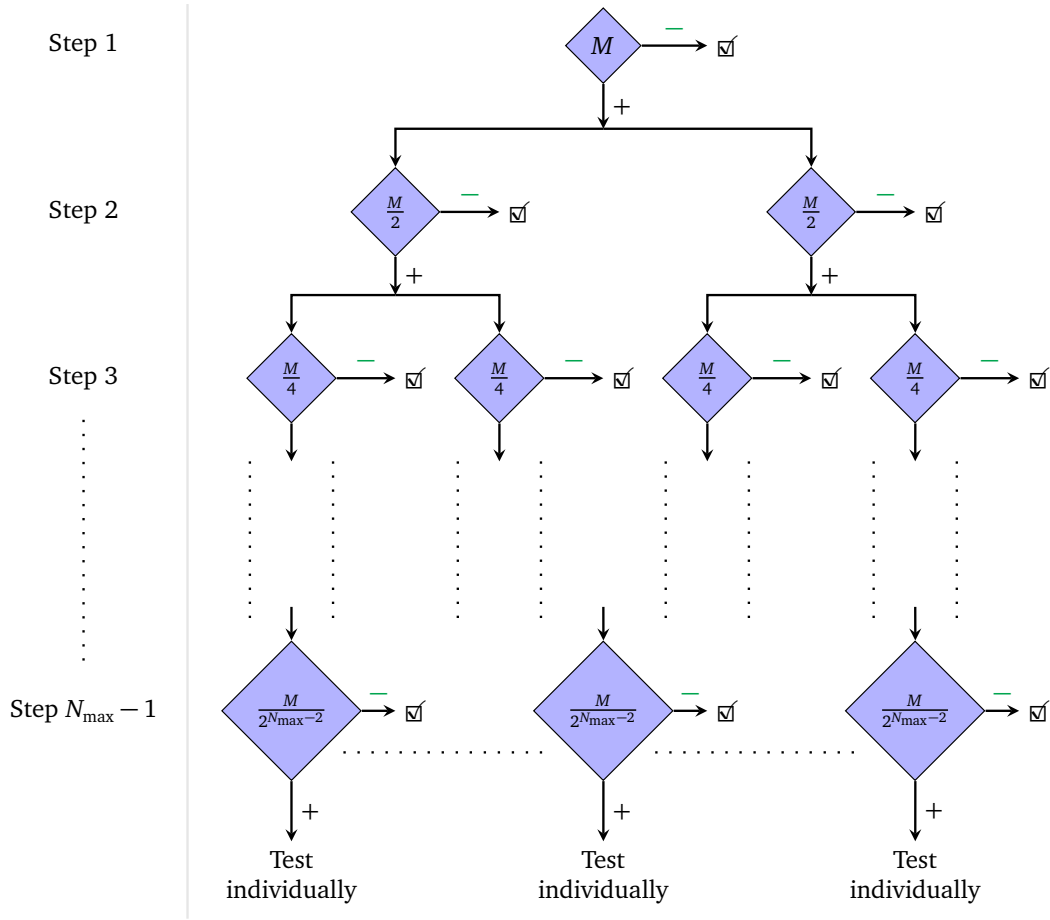 Step 1
M
−
☑
+
Step 2
M/2
−
☑
M/2
−
☑
+
+
Step 3
M/4
−
☑
M/4
−
☑
M/4
−
☑
M/4
−
☑
Step N_max − 1
M/2^{N_max−2}
−
☑
M/2^{N_max−2}
−
☑
M/2^{N_max−2}
−
☑
+
+
+
Test
individually
Test
individually
Test
individually